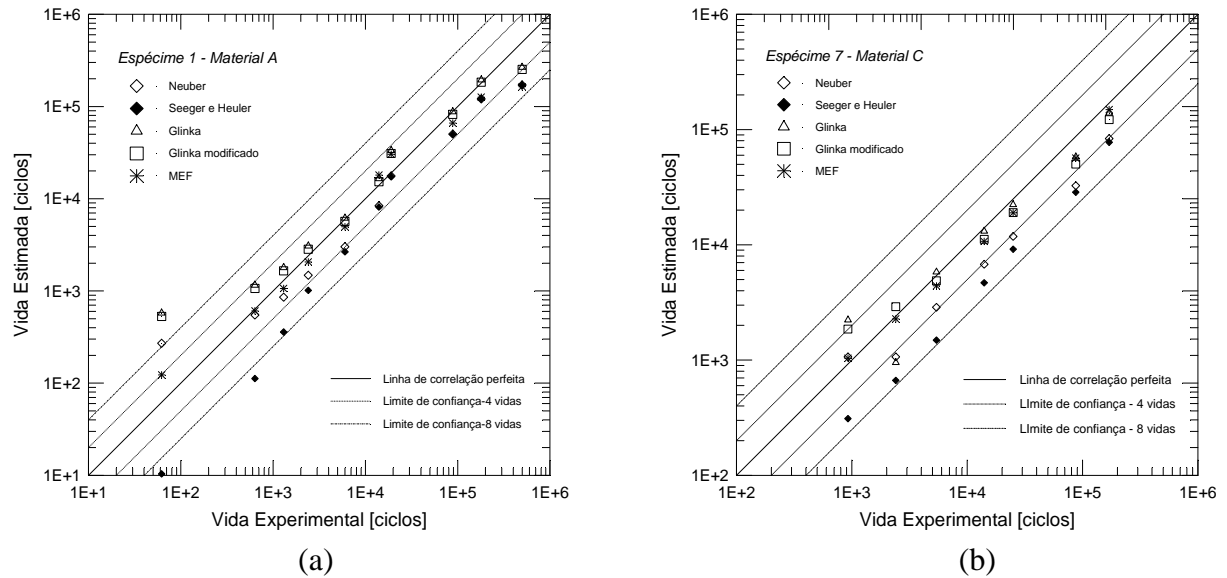 1E+6
1E+5
1E+4
1E+3
1E+2
1E+1
Vida Estimada [ciclos]
Espécime 1 - Material A
Neuber
Seeger e Heuler
Glinka
Glinka modificado
MEF
Linha de correlação perfeita
Limite de confiança-4 vidas
Limite de confiança-8 vidas
1E+1 1E+2 1E+3 1E+4 1E+5 1E+6
Vida Experimental [ciclos]
(a)
1E+6
1E+5
1E+4
1E+3
1E+2
Vida Estimada [ciclos]
Espécime 7 - Material C
Neuber
Seeger e Heuler
Glinka
Glinka modificado
MEF
Linha de correlação perfeita
LImite de confiança - 4 vidas
LImite de confiança - 8 vidas
1E+2 1E+3 1E+4 1E+5 1E+6
Vida Experimental [ciclos]
(b)